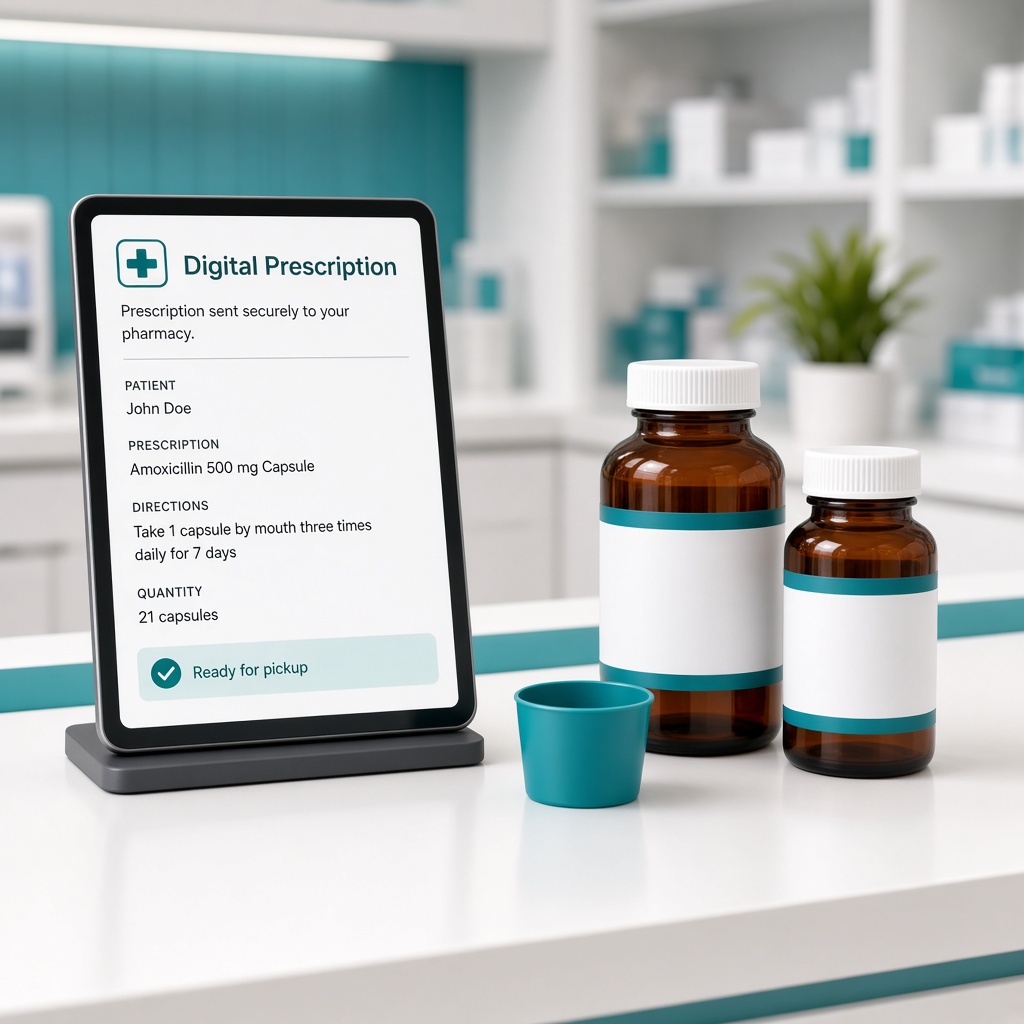 Digital Prescription
Prescription sent securely to your
pharmacy.
PATIENT
John Doe
PRESCRIPTION
Amoxicillin 500 mg Capsule
DIRECTIONS
Take 1 capsule by mouth three times
daily for 7 days
QUANTITY
21 capsules
Ready for pickup